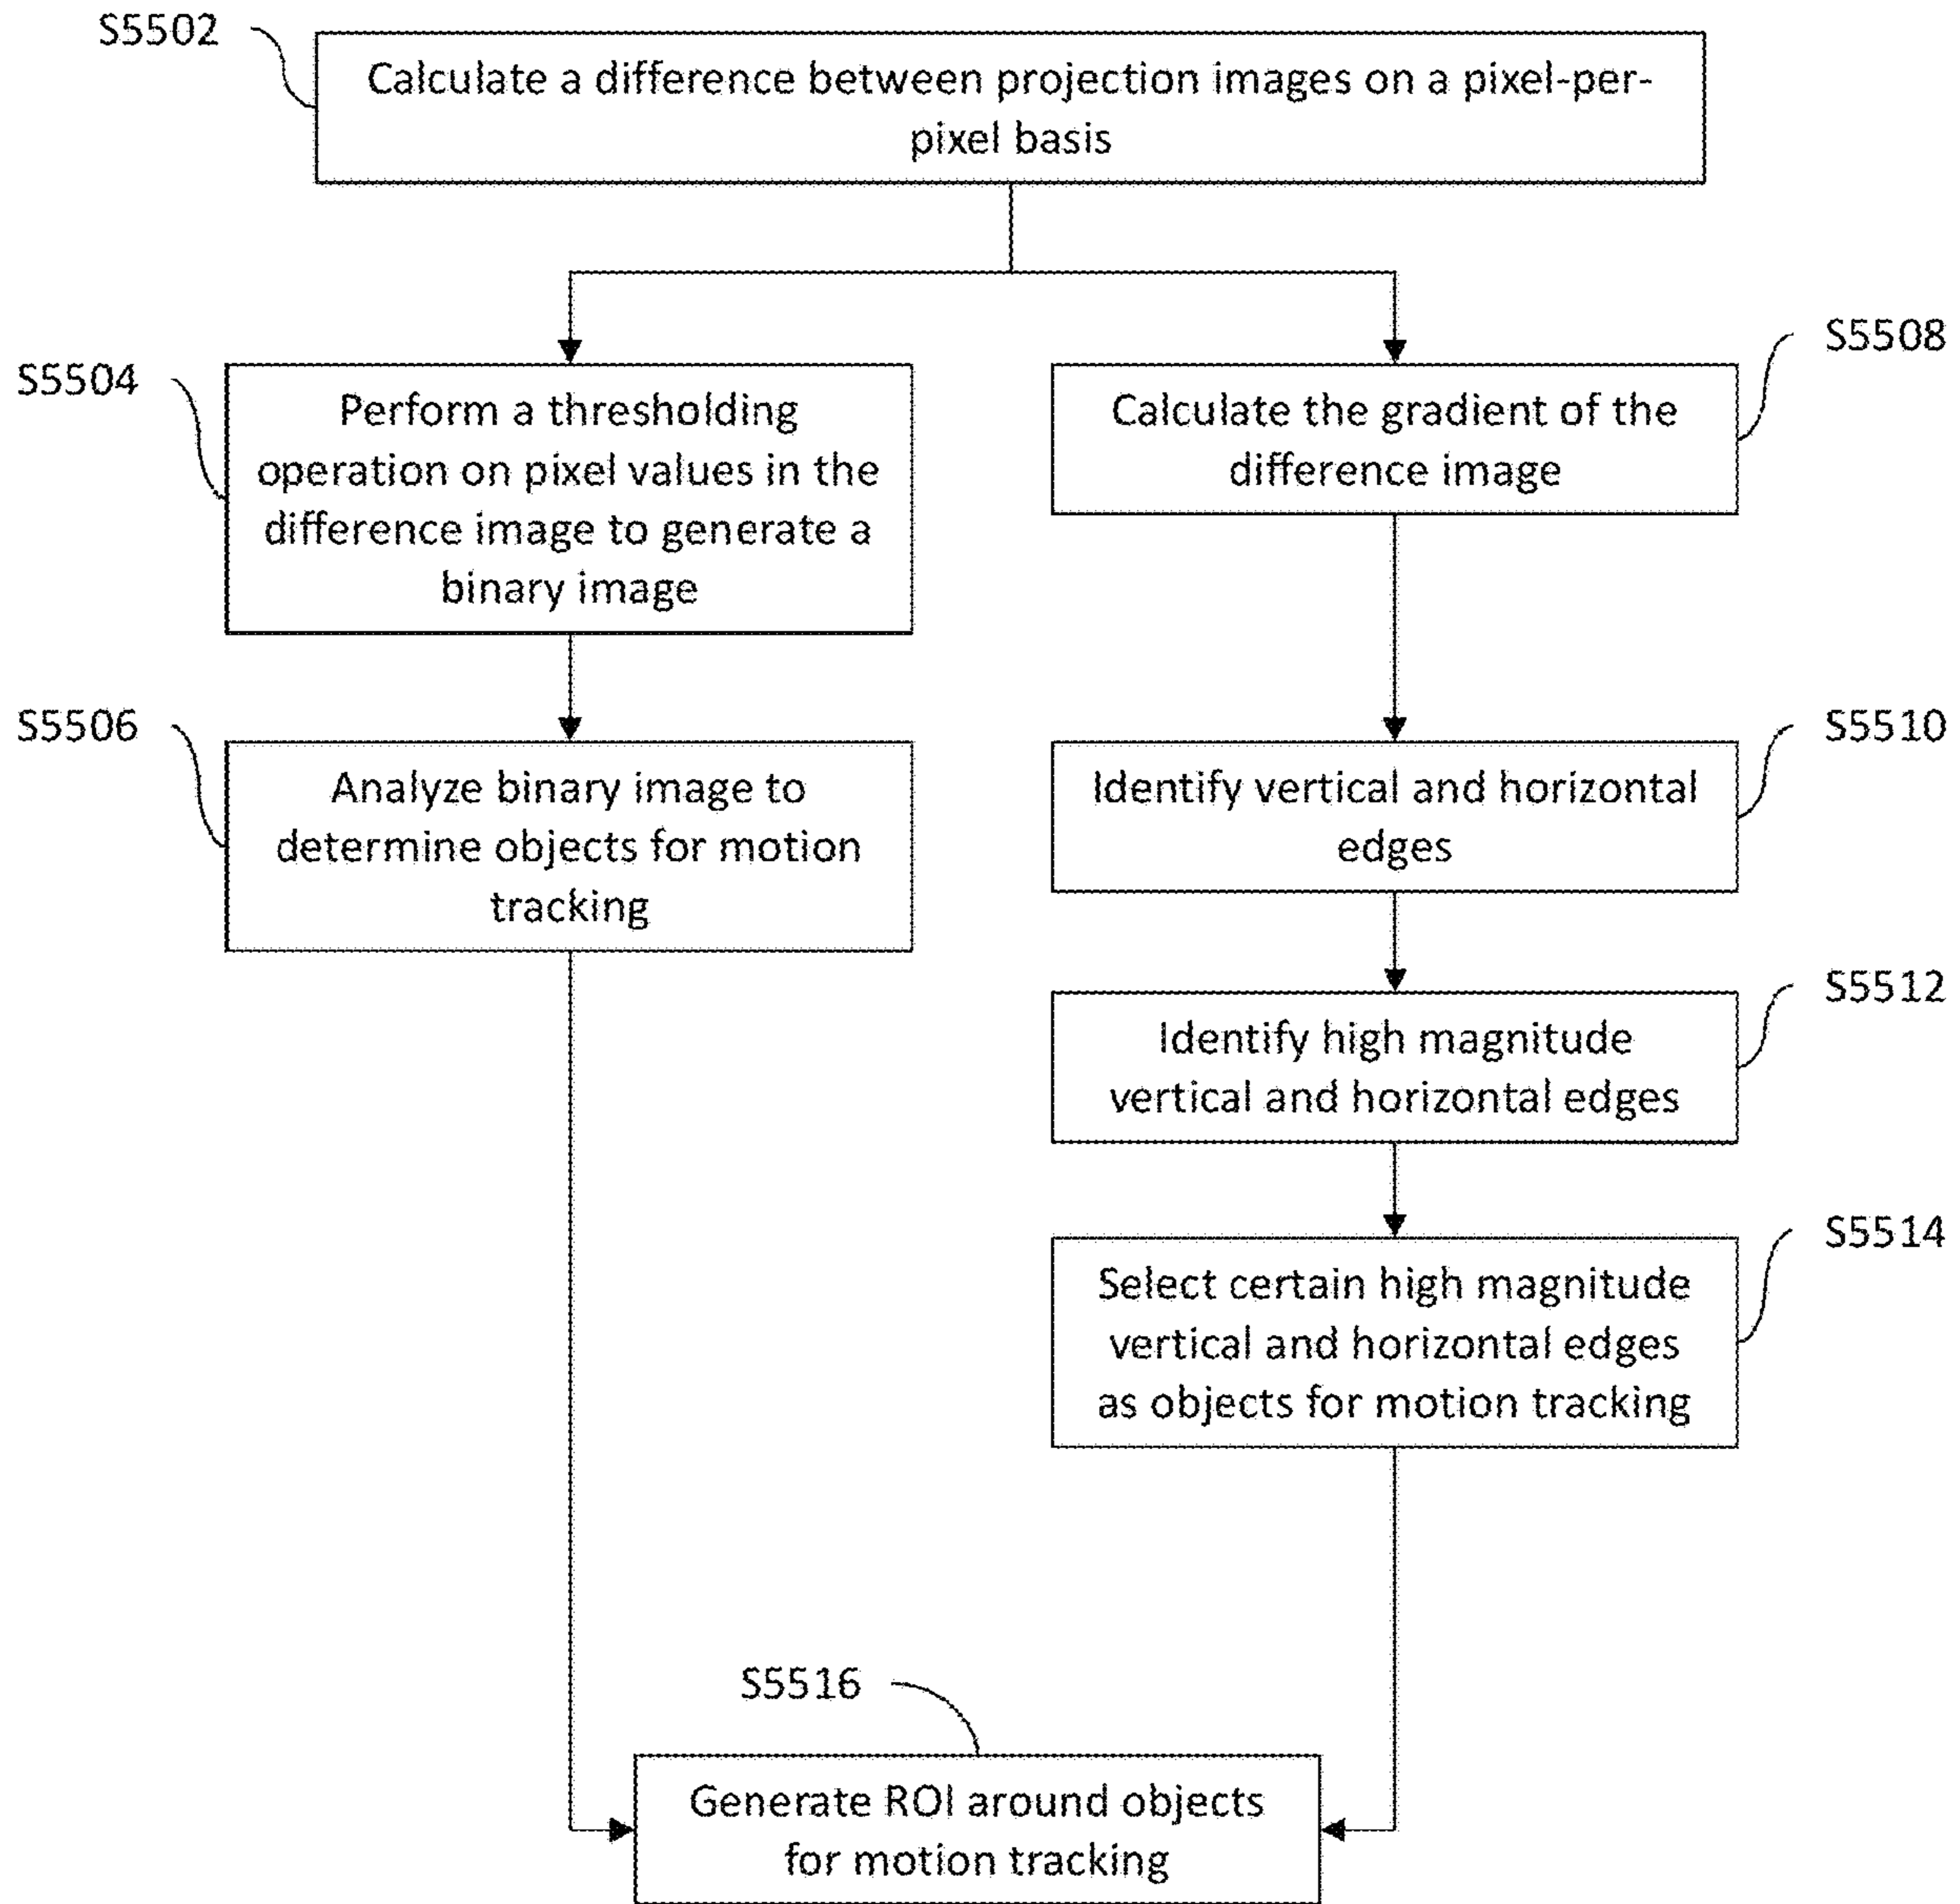 S5502
Calculate a difference between projection images on a pixel-per-
pixel basis
S5504
Perform a thresholding
operation on pixel values in the
difference image to generate a
binary image
S5506
Analyze binary image to
determine objects for motion
tracking
S5508
Calculate the gradient of the
difference image
S5510
Identify vertical and horizontal
edges
S5512
Identify high magnitude
vertical and horizontal edges
S5514
Select certain high magnitude
vertical and horizontal edges
as objects for motion tracking
S5516
Generate ROI around objects
for motion tracking